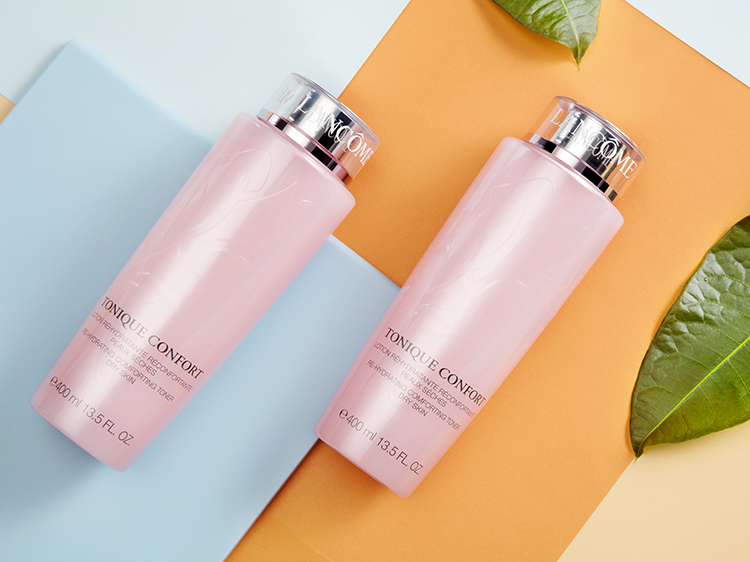 LANCÔME
TONIQUE CONFORT
LOTION RÉHYDRATANTE RÉCONFORTANTE
PEAUX SÈCHES
RE-HYDRATING COMFORTING TONER
DRY SKIN
e400 ml 13.5 FL. OZ.
LANCÔME
TONIQUE CONFORT
LOTION RÉHYDRATANTE RÉCONFORTANTE
PEAUX SÈCHES
RE-HYDRATING COMFORTING TONER
DRY SKIN
e400 ml 13.5 FL. OZ